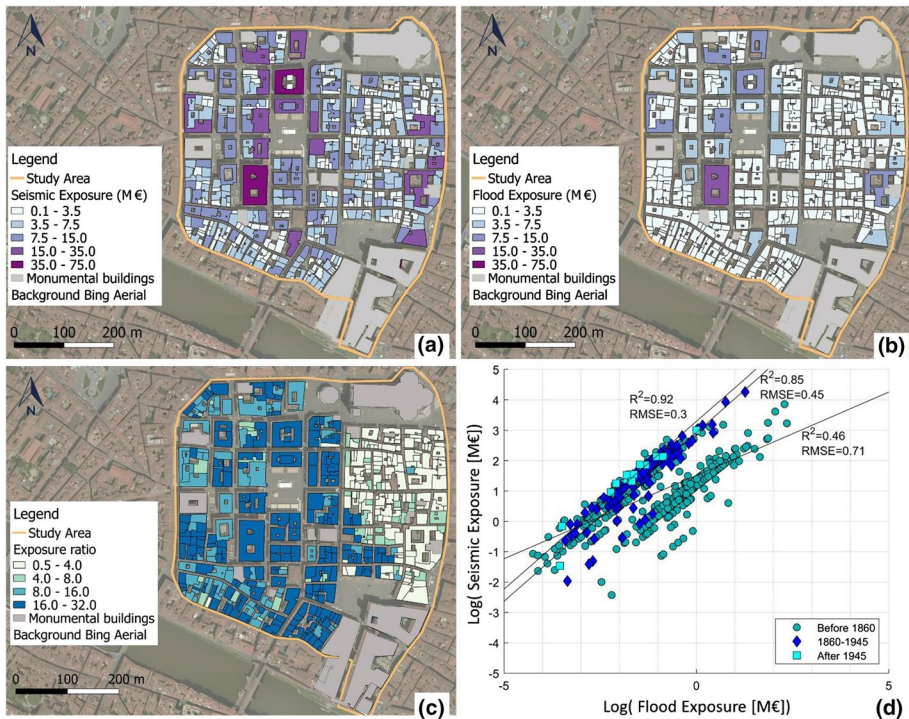 N
Legend
Study Area
Seismic Exposure (M €)
0.1 - 3.5
3.5 - 7.5
7.5 - 15.0
15.0 - 35.0
35.0 - 75.0
Monumental buildings
Background Bing Aerial
0 100 200 m
(a)
N
Legend
Study Area
Flood Exposure (M €)
0.1 - 3.5
3.5 - 7.5
7.5 - 15.0
15.0 - 35.0
35.0 - 75.0
Monumental buildings
Background Bing Aerial
0 100 200 m
(b)
N
Legend
Study Area
Exposure ratio
0.5 - 4.0
4.0 - 8.0
8.0 - 16.0
16.0 - 32.0
Monumental buildings
Background Bing Aerial
0 100 200 m
(c)
Log( Seismic Exposure [M€])
5
4
3
2
1
0
-1
-2
-3
-4
-5
R²=0.92
RMSE=0.3
R²=0.85
RMSE=0.45
R²=0.46
RMSE=0.71
Before 1860
1860-1945
After 1945
-5 0 5
Log( Flood Exposure [M€])
(d)